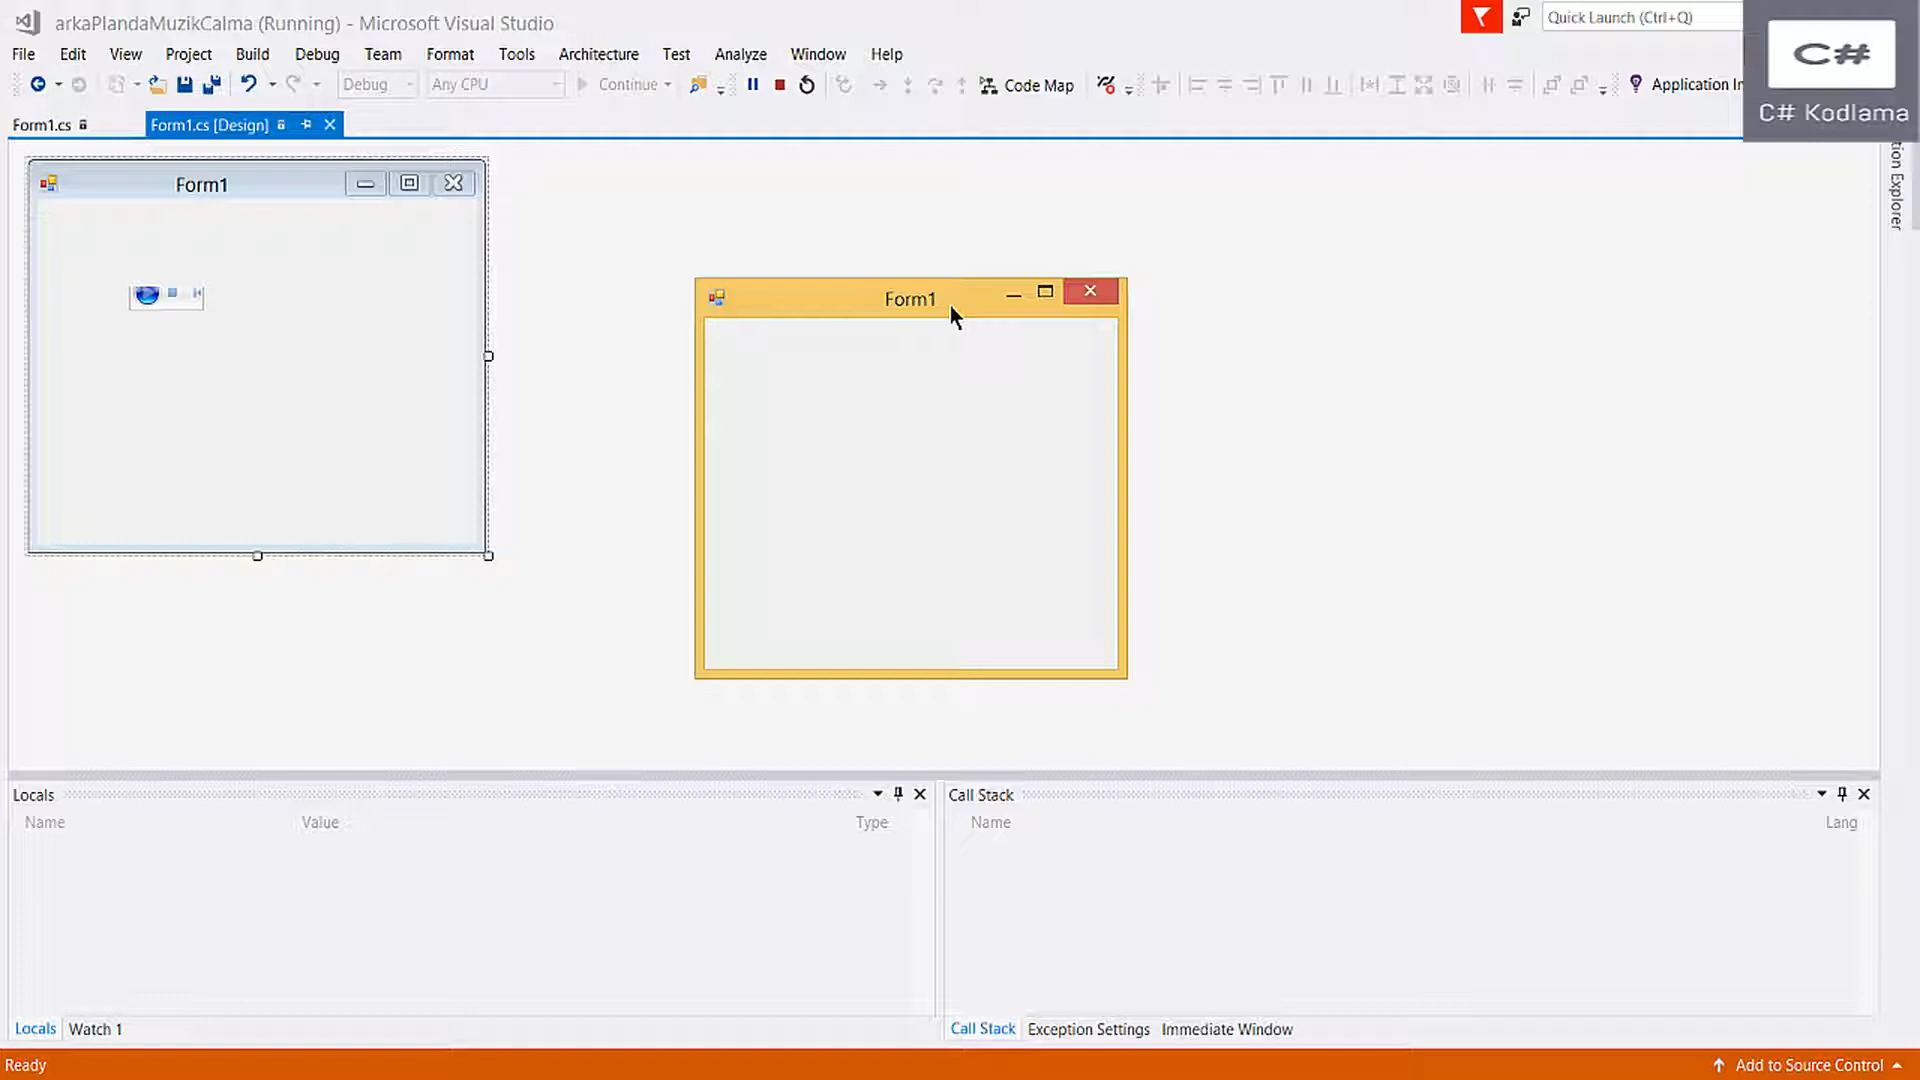 arkaPlandaMuzikCalma (Running) - Microsoft Visual Studio
Quick Launch (Ctrl+Q)
File Edit View Project Build Debug Team Format Tools Architecture Test Analyze Window Help
Debug Any CPU Continue Code Map Application In
C#
C# Kodlama
Form1.cs Form1.cs [Design]
tion Explorer
Form1
Form1
Locals
Name Value Type
Call Stack
Name Lang
Locals Watch 1
Call Stack Exception Settings Immediate Window
Ready
Add to Source Control